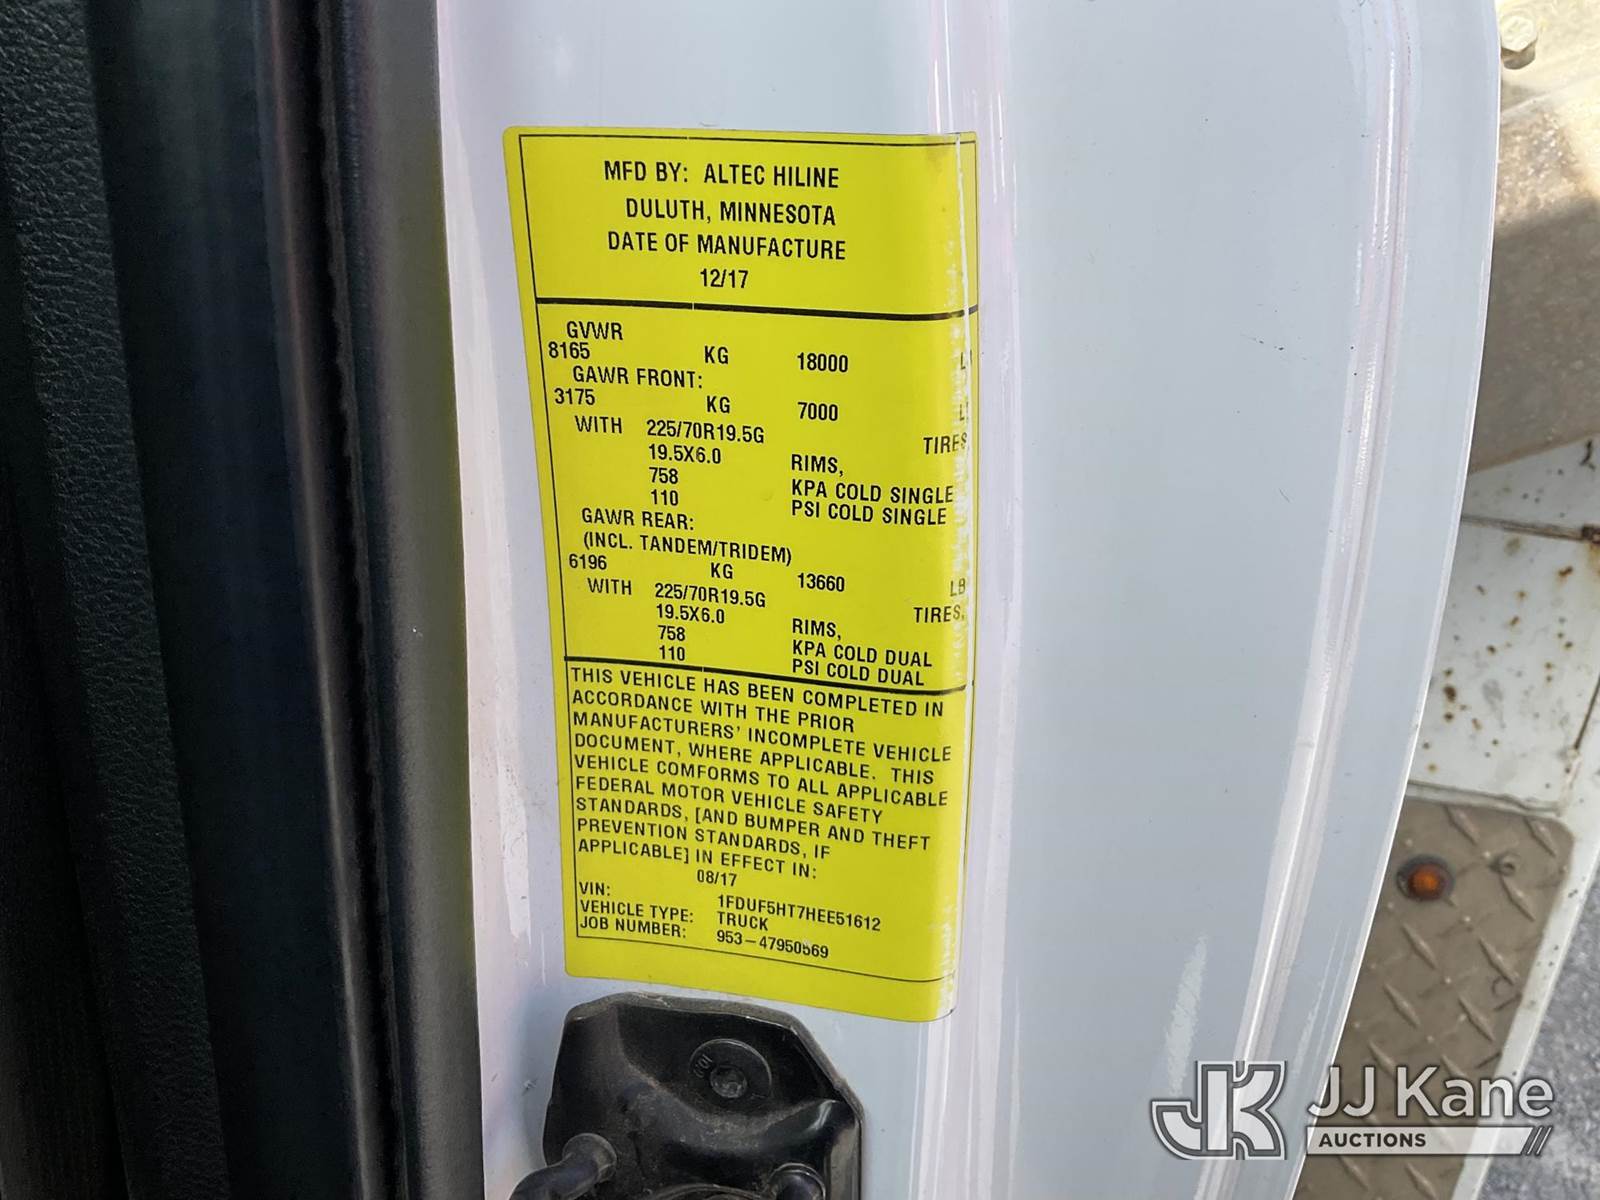 MFD BY: ALTEC HILINE
DULUTH, MINNESOTA
DATE OF MANUFACTURE
12/17
GVWR
8165 KG 18000
GAWR FRONT:
3175 KG 7000
WITH 225/70R19.5G TIRES,
19.5X6.0 RIMS,
758 KPA COLD SINGLE
110 PSI COLD SINGLE
GAWR REAR:
(INCL. TANDEM/TRIDEM)
6196 KG 13660 LB
WITH 225/70R19.5G TIRES,
19.5X6.0 RIMS,
758 KPA COLD DUAL
110 PSI COLD DUAL
THIS VEHICLE HAS BEEN COMPLETED IN
ACCORDANCE WITH THE PRIOR
MANUFACTURERS' INCOMPLETE VEHICLE
DOCUMENT, WHERE APPLICABLE. THIS
VEHICLE COMFORMS TO ALL APPLICABLE
FEDERAL MOTOR VEHICLE SAFETY
STANDARDS, [AND BUMPER AND THEFT
PREVENTION STANDARDS, IF
APPLICABLE] IN EFFECT IN:
08/17
VIN: 1FDUF5HT7HEE51612
VEHICLE TYPE: TRUCK
JOB NUMBER: 953-47950569
JJ Kane
AUCTIONS